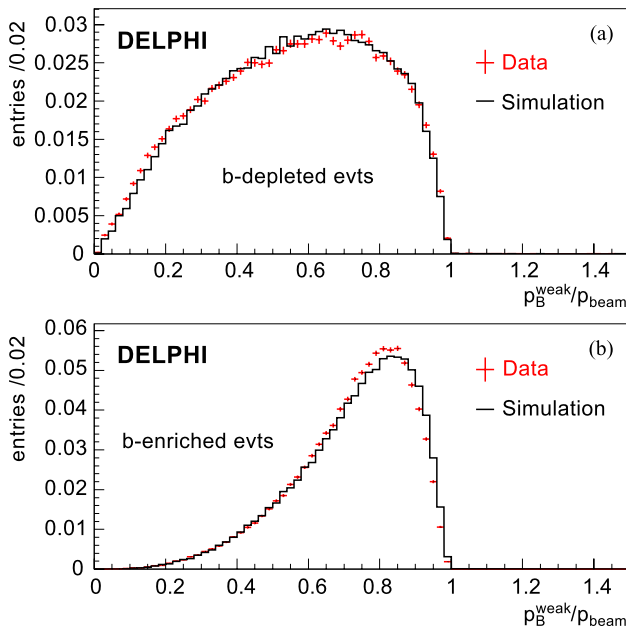 0.03
0.025
0.02
0.015
0.01
0.005
0
entries /0.02
DELPHI
(a)
Data
Simulation
b-depleted evts
0 0.2 0.4 0.6 0.8 1 1.2 1.4
p_B^weak/p_beam
0.06
0.05
0.04
0.03
0.02
0.01
0
entries /0.02
DELPHI
(b)
Data
Simulation
b-enriched evts
0 0.2 0.4 0.6 0.8 1 1.2 1.4
p_B^weak/p_beam